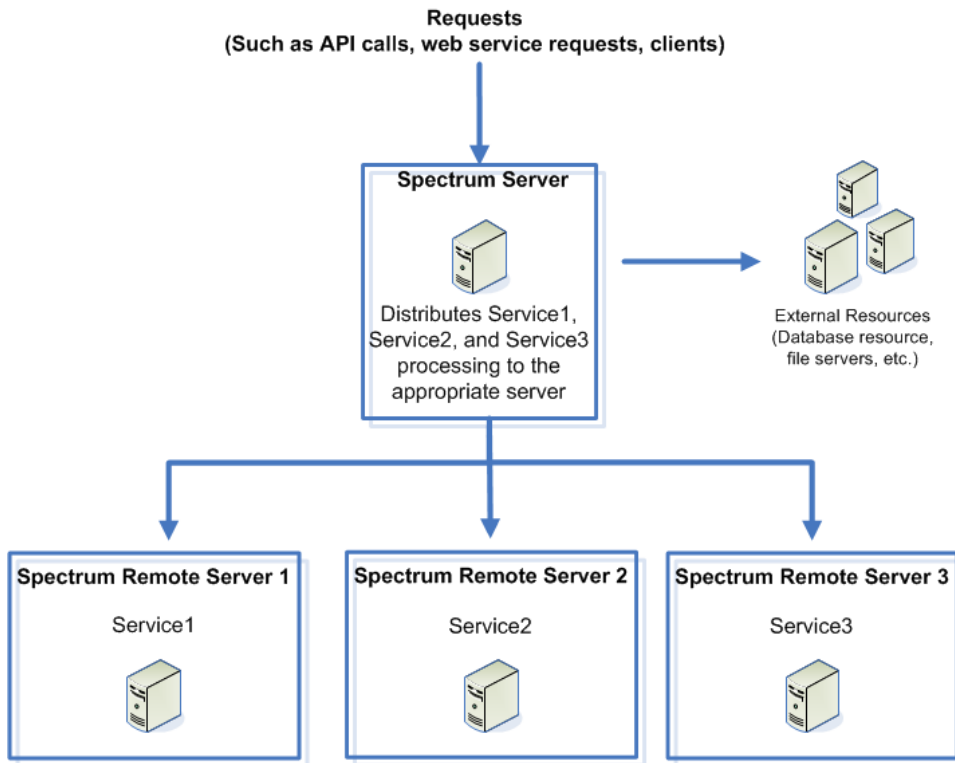 Requests
(Such as API calls, web service requests, clients)
Spectrum Server
Distributes Service1,
Service2, and Service3
processing to the
appropriate server
External Resources
(Database resource,
file servers, etc.)
Spectrum Remote Server 1
Service1
Spectrum Remote Server 2
Service2
Spectrum Remote Server 3
Service3